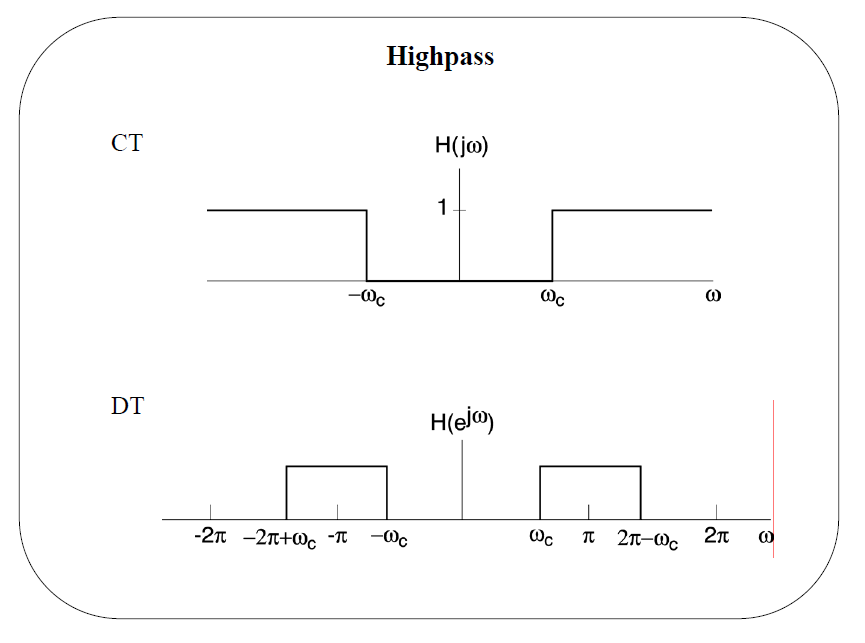 Highpass
CT
H(jω)
1
−ωc
ωc
ω
DT
H(e^jω)
-2π
−2π+ωc
-π
−ωc
ωc
π
2π−ωc
2π
ω